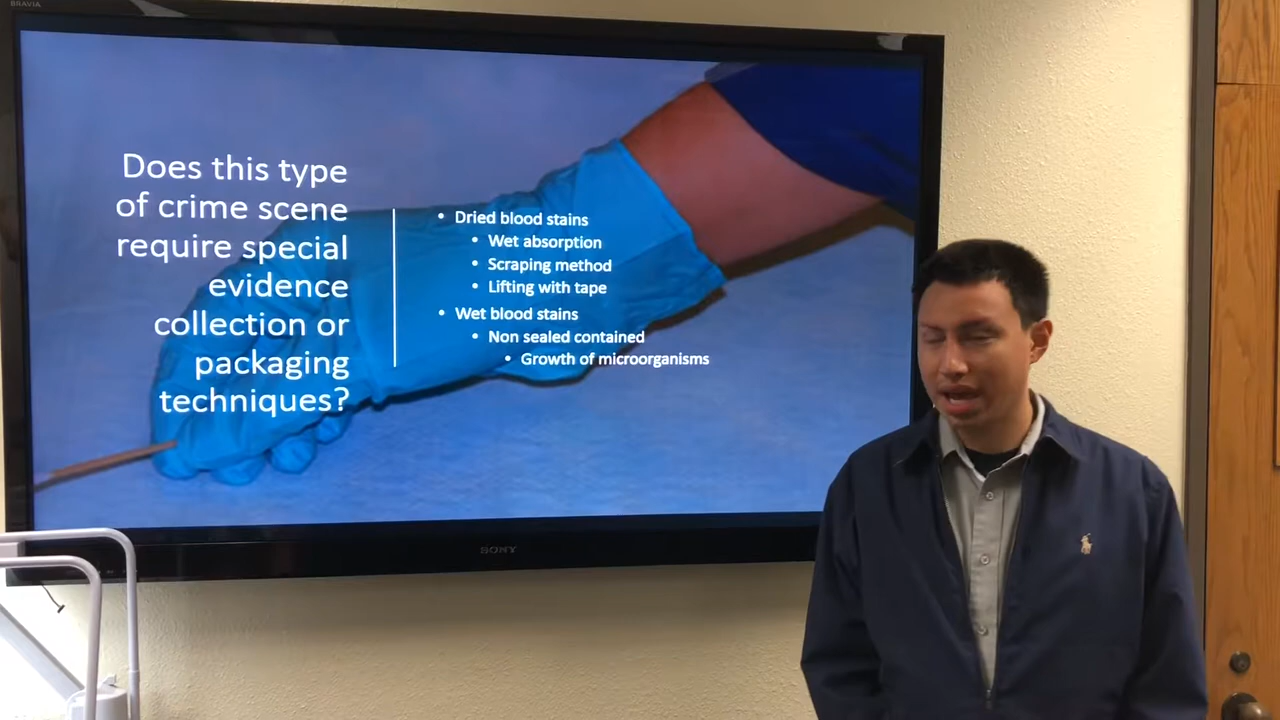 BRAVIA
Does this type
of crime scene
require special
evidence
collection or
packaging
techniques?
• Dried blood stains
• Wet absorption
• Scraping method
• Lifting with tape
• Wet blood stains
• Non sealed contained
• Growth of microorganisms
SONY